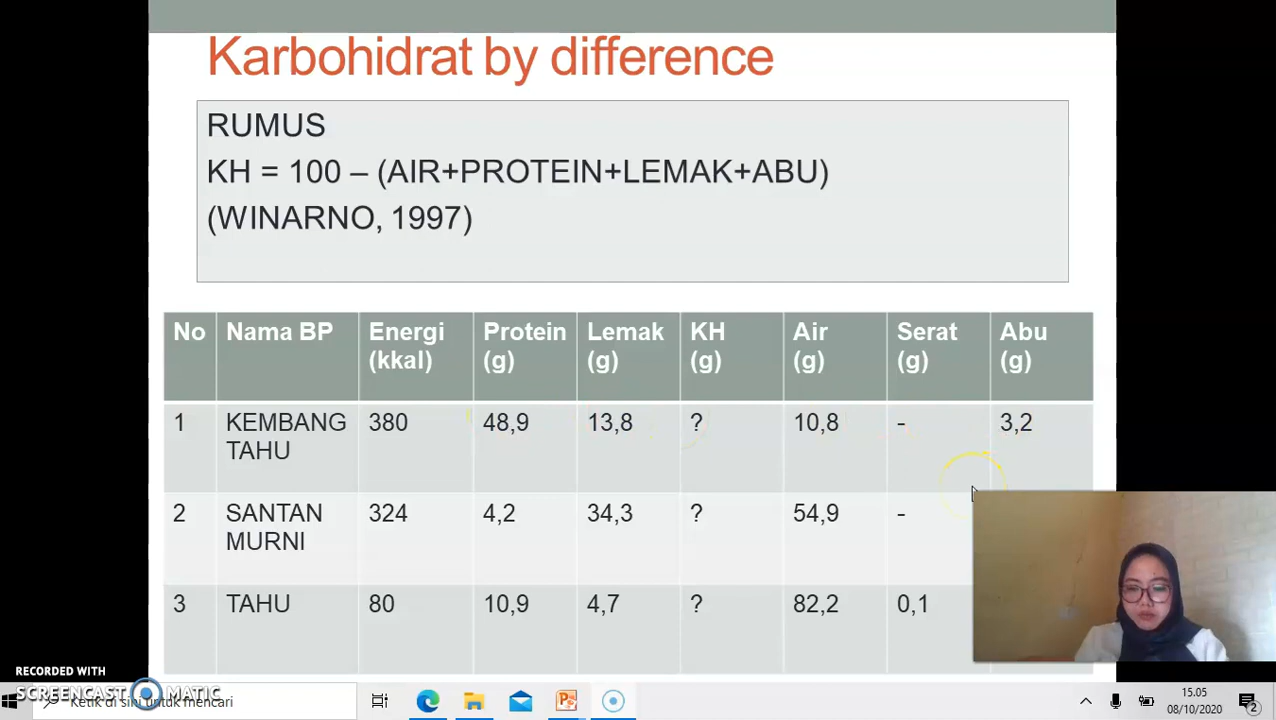 Karbohidrat by difference
RUMUS
KH = 100 – (AIR+PROTEIN+LEMAK+ABU)
(WINARNO, 1997)
No Nama BP Energi (kkal) Protein (g) Lemak (g) KH (g) Air (g) Serat (g) Abu (g)
1 KEMBANG TAHU 380 48,9 13,8 ? 10,8 - 3,2
2 SANTAN MURNI 324 4,2 34,3 ? 54,9 -
3 TAHU 80 10,9 4,7 ? 82,2 0,1
RECORDED WITH
SCREENCAST MATIC
Ketik di sini untuk mencari
15.05
08/10/2020
2